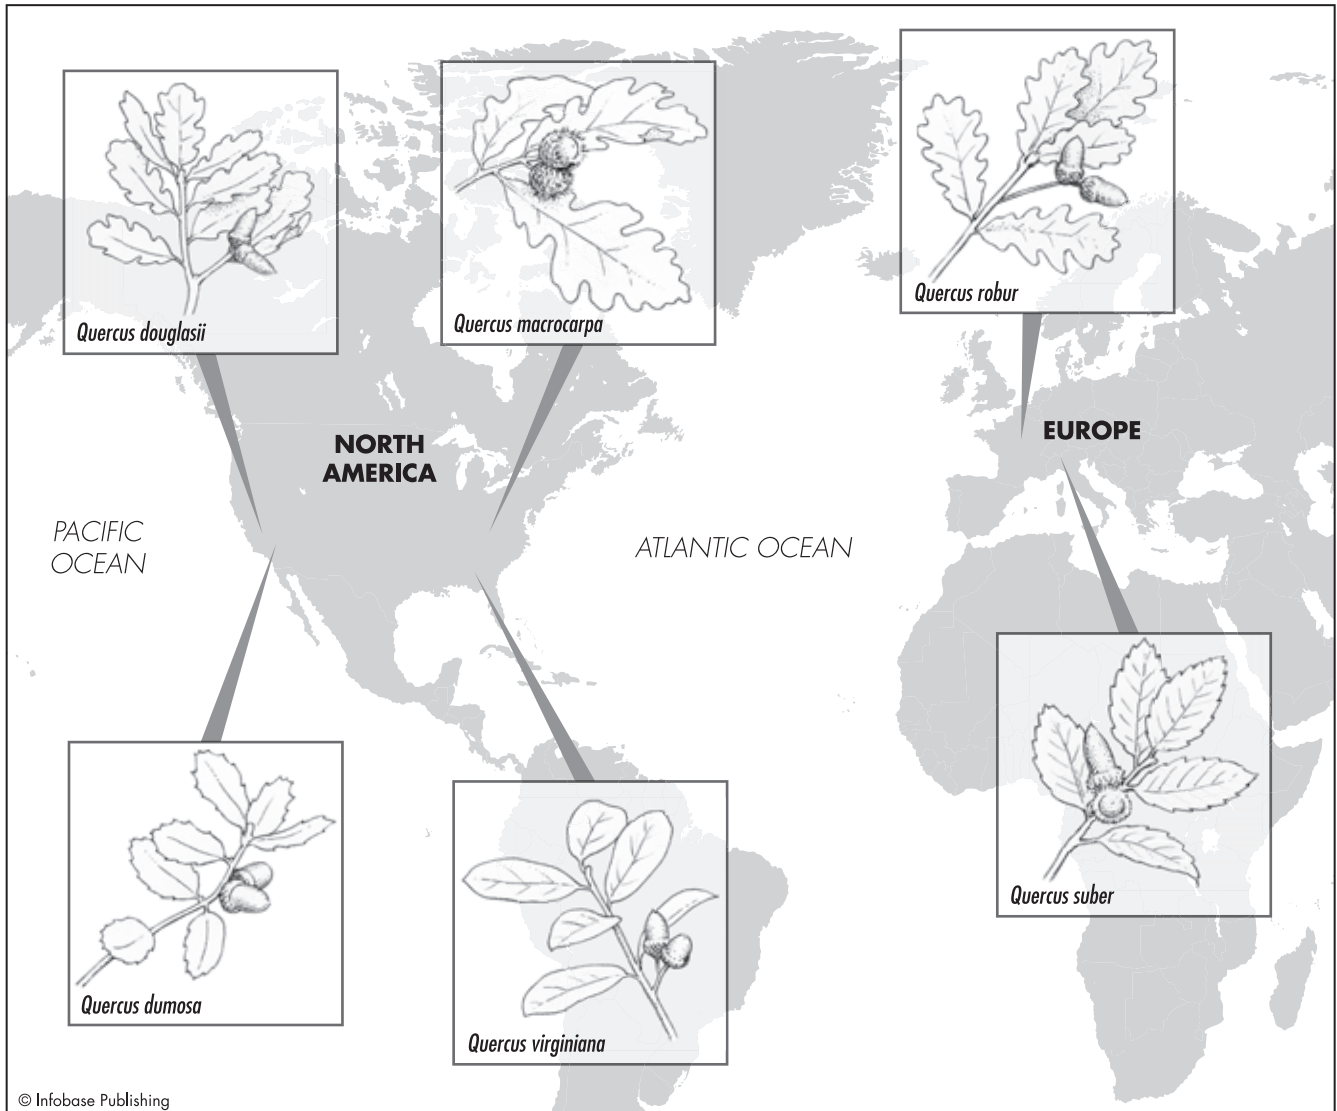 Quercus douglasii
Quercus macrocarpa
Quercus robur
NORTH
AMERICA
EUROPE
PACIFIC
OCEAN
ATLANTIC OCEAN
Quercus suber
Quercus dumosa
Quercus virginiana
© Infobase Publishing